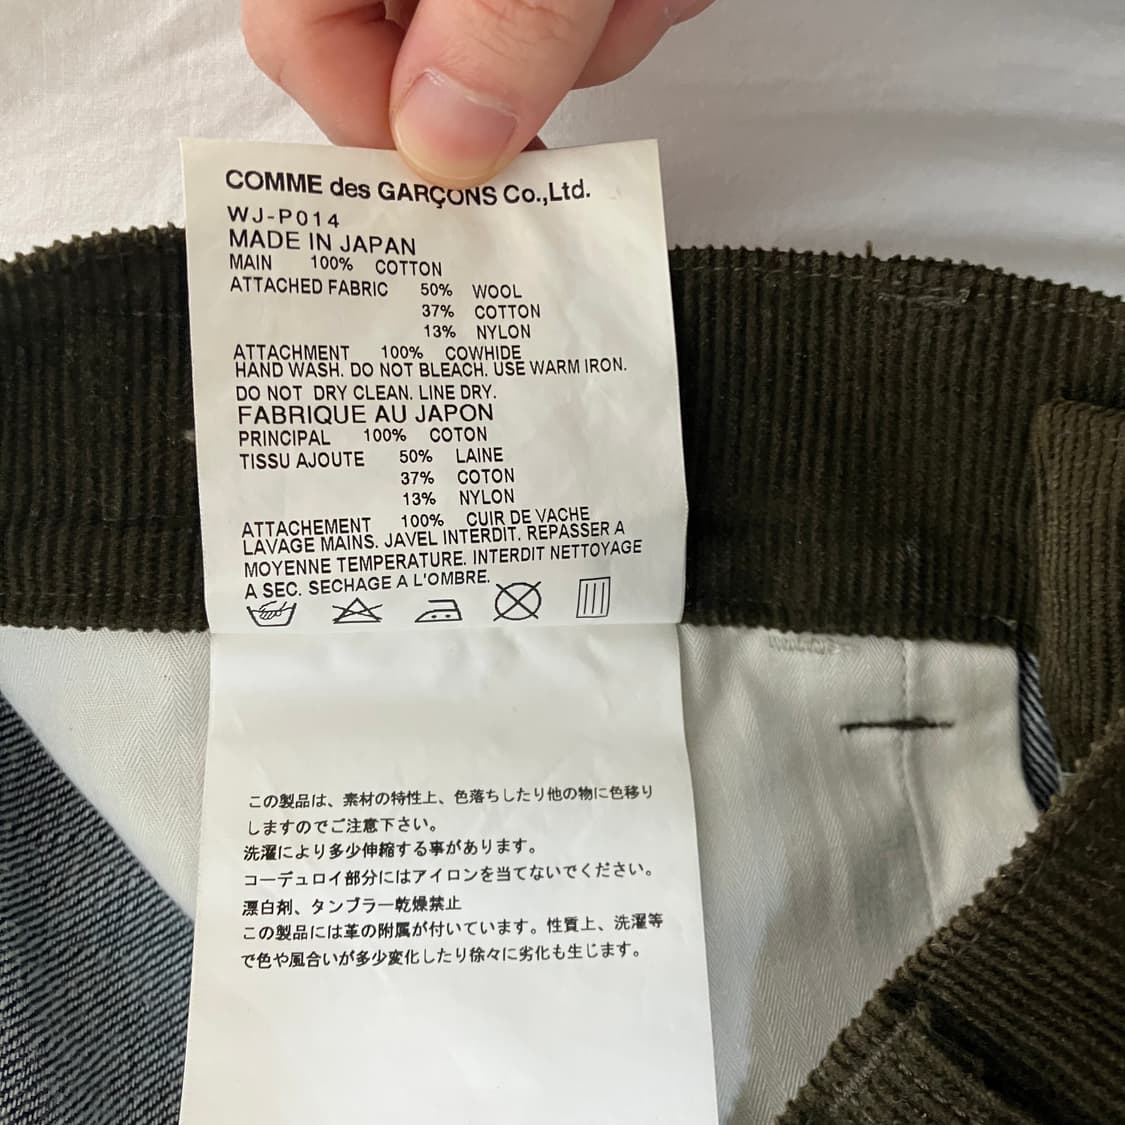 COMME des GARÇONS Co.,Ltd.
WJ-P014
MADE IN JAPAN
MAIN 100% COTTON
ATTACHED FABRIC 50% WOOL
37% COTTON
13% NYLON
ATTACHMENT 100% COWHIDE
HAND WASH. DO NOT BLEACH. USE WARM IRON.
DO NOT DRY CLEAN. LINE DRY.
FABRIQUE AU JAPON
PRINCIPAL 100% COTON
TISSU AJOUTE 50% LAINE
37% COTON
13% NYLON
ATTACHEMENT 100% CUIR DE VACHE
LAVAGE MAINS. JAVEL INTERDIT. REPASSER A
MOYENNE TEMPERATURE. INTERDIT NETTOYAGE
A SEC. SECHAGE A L'OMBRE.
この製品は、素材の特性上、色落ちしたり他の物に色移り
しますのでご注意下さい。
洗濯により多少伸縮する事があります。
コーデュロイ部分にはアイロンを当てないでください。
漂白剤、タンブラー乾燥禁止
この製品には革の附属が付いています。性質上、洗濯等
で色や風合いが多少変化したり徐々に劣化も生じます。